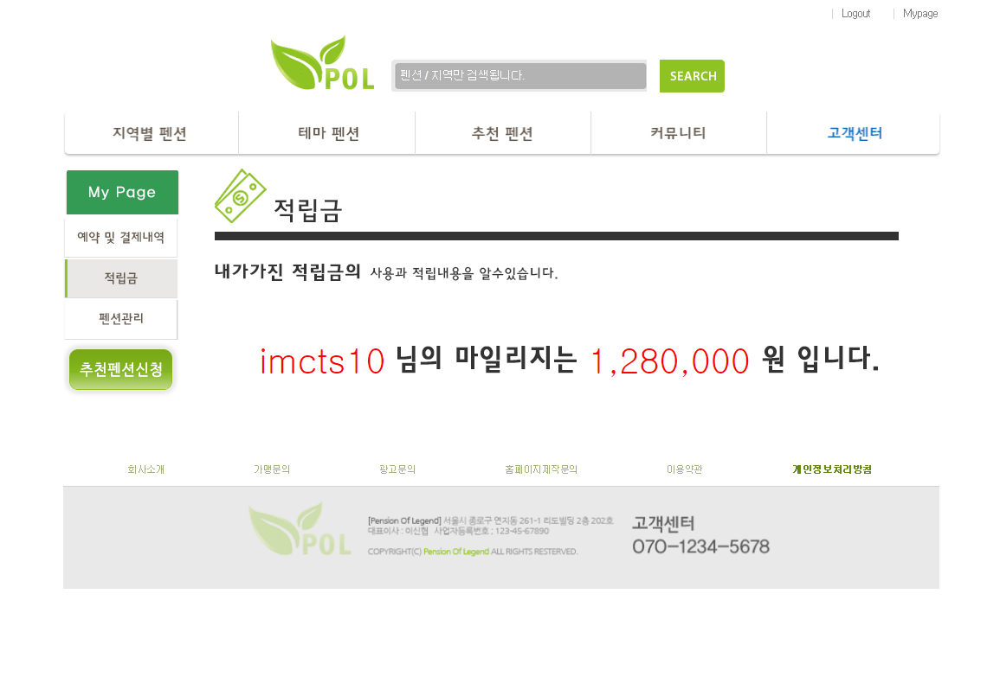 Logout Mypage
POL
펜션 / 지역만 검색됩니다.
SEARCH
지역별 펜션 테마 펜션 추천 펜션 커뮤니티 고객센터
My Page
예약 및 결제내역
적립금
펜션관리
추천펜션신청
적립금
내가가진 적립금의 사용과 적립내용을 알수있습니다.
imcts10 님의 마일리지는 1,280,000 원 입니다.
회사소개 가맹문의 광고문의 홈페이지제작문의 이용약관 개인정보처리방침
POL
[Pension Of Legend] 서울시 종로구 연지동 261-1 리도빌딩 2층 202호
대표이사 : 이신협 사업자등록번호 ; 123-45-67890
COPYRIGHT(C) Pension Of Legend ALL RIGHTS RESTERVED.
고객센터
070-1234-5678